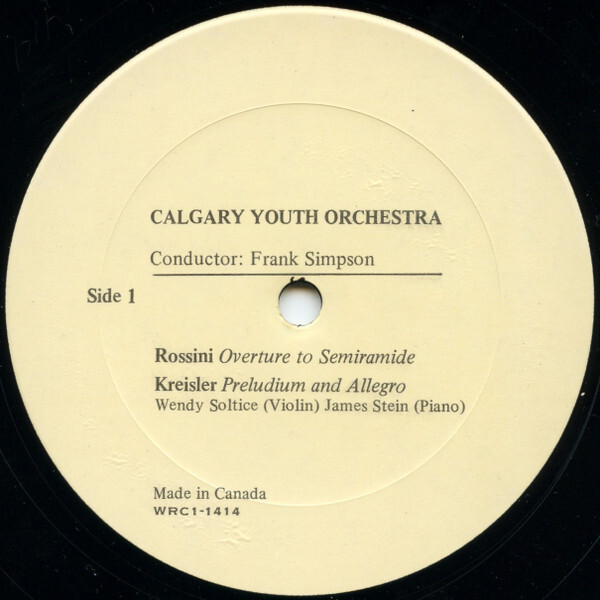 CALGARY YOUTH ORCHESTRA
Conductor: Frank Simpson
Side 1
Rossini Overture to Semiramide
Kreisler Preludium and Allegro
Wendy Soltice (Violin) James Stein (Piano)
Made in Canada
WRC1-1414